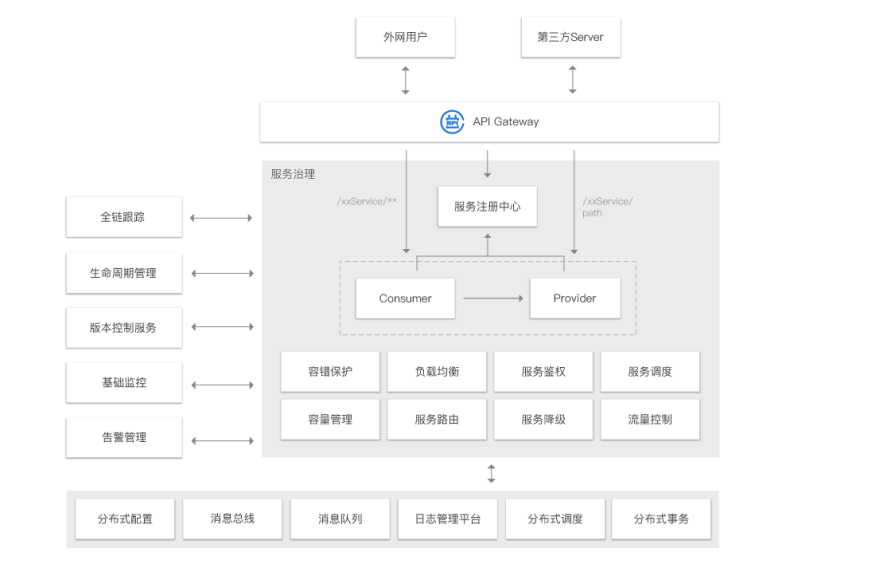 外网用户
第三方Server
API
API Gateway
服务治理
/xxService/**
服务注册中心
/xxService/
path
全链跟踪
生命周期管理
版本控制服务
基础监控
告警管理
Consumer
Provider
容错保护
负载均衡
服务鉴权
服务调度
容量管理
服务路由
服务降级
流量控制
分布式配置
消息总线
消息队列
日志管理平台
分布式调度
分布式事务